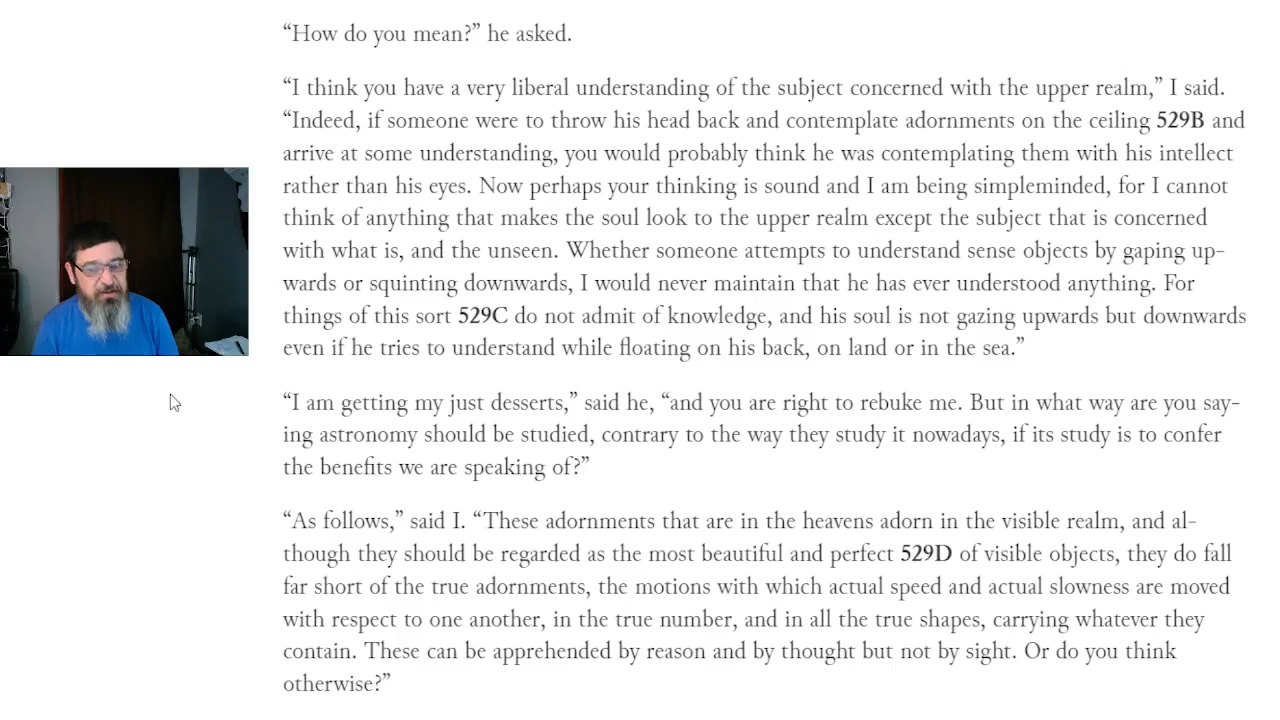 “How do you mean?” he asked.
“I think you have a very liberal understanding of the subject concerned with the upper realm,” I said.
“Indeed, if someone were to throw his head back and contemplate adornments on the ceiling 529B and
arrive at some understanding, you would probably think he was contemplating them with his intellect
rather than his eyes. Now perhaps your thinking is sound and I am being simpleminded, for I cannot
think of anything that makes the soul look to the upper realm except the subject that is concerned
with what is, and the unseen. Whether someone attempts to understand sense objects by gaping up-
wards or squinting downwards, I would never maintain that he has ever understood anything. For
things of this sort 529C do not admit of knowledge, and his soul is not gazing upwards but downwards
even if he tries to understand while floating on his back, on land or in the sea.”
“I am getting my just desserts,” said he, “and you are right to rebuke me. But in what way are you say-
ing astronomy should be studied, contrary to the way they study it nowadays, if its study is to confer
the benefits we are speaking of?”
“As follows,” said I. “These adornments that are in the heavens adorn in the visible realm, and al-
though they should be regarded as the most beautiful and perfect 529D of visible objects, they do fall
far short of the true adornments, the motions with which actual speed and actual slowness are moved
with respect to one another, in the true number, and in all the true shapes, carrying whatever they
contain. These can be apprehended by reason and by thought but not by sight. Or do you think
otherwise?”